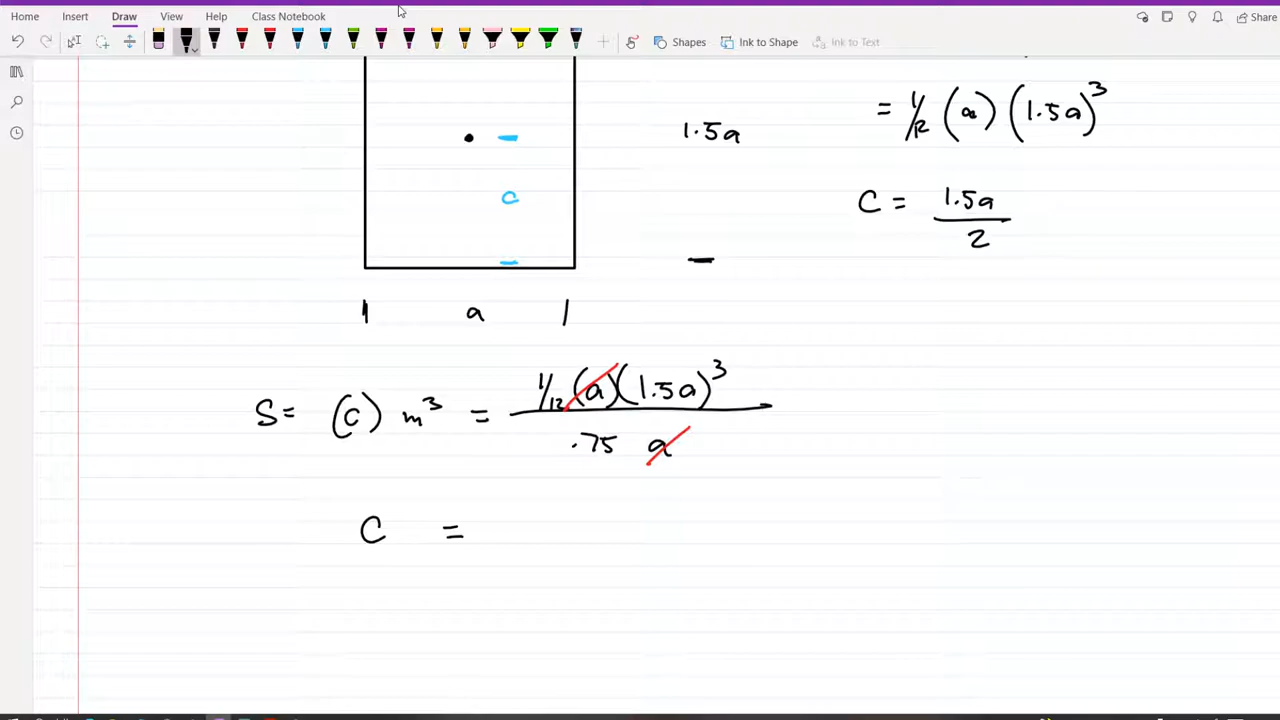 Home Insert Draw View Help Class Notebook Share
Shapes Ink to Shape Ink to Text
= 1/12 (a) (1.5a)^3
1.5a
c
C = 1.5a / 2
a
S = (C) m^3 = 1/12 (a) (1.5a)^3 / .75 a
C =